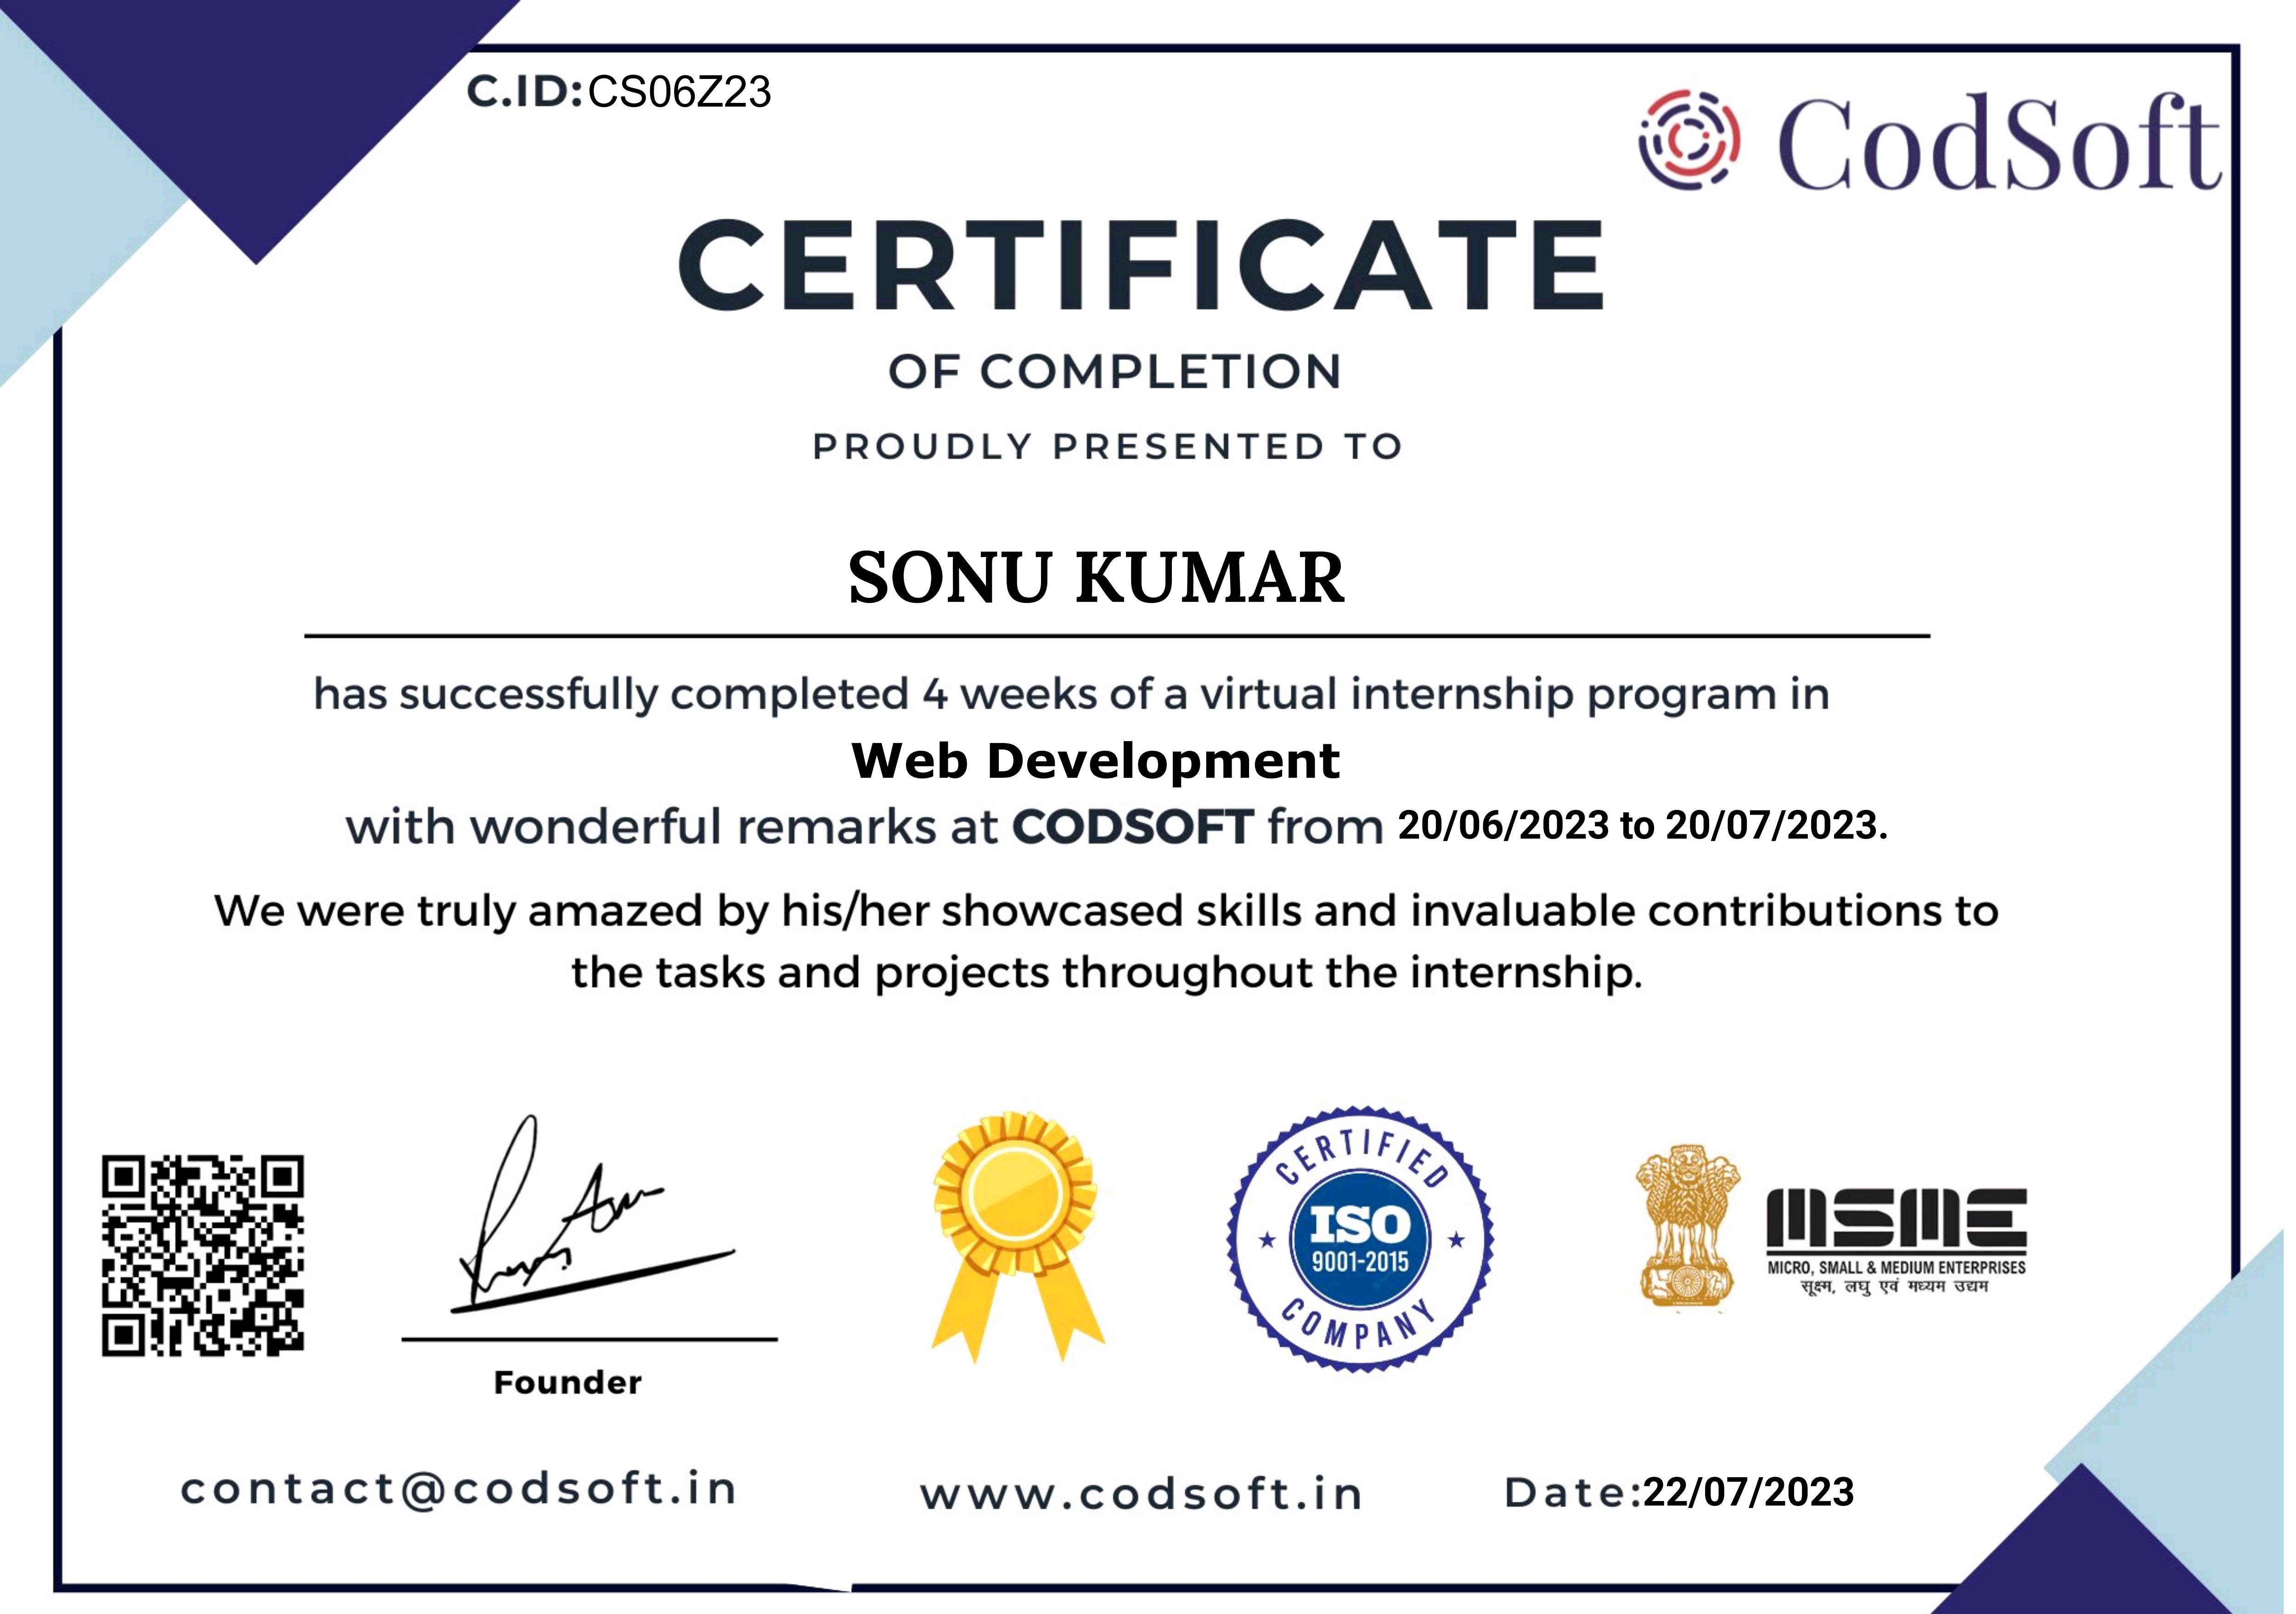 C.ID:CS06Z23
CodSoft
CERTIFICATE
OF COMPLETION
PROUDLY PRESENTED TO
SONU KUMAR
has successfully completed 4 weeks of a virtual internship program in
Web Development
with wonderful remarks at CODSOFT from 20/06/2023 to 20/07/2023.
We were truly amazed by his/her showcased skills and invaluable contributions to
the tasks and projects throughout the internship.
CERTIFIED
ISO
9001-2015
COMPANY
MSME
MICRO, SMALL & MEDIUM ENTERPRISES
सूक्ष्म, लघु एवं मध्यम उद्यम
Founder
contact@codsoft.in
www.codsoft.in
Date:22/07/2023